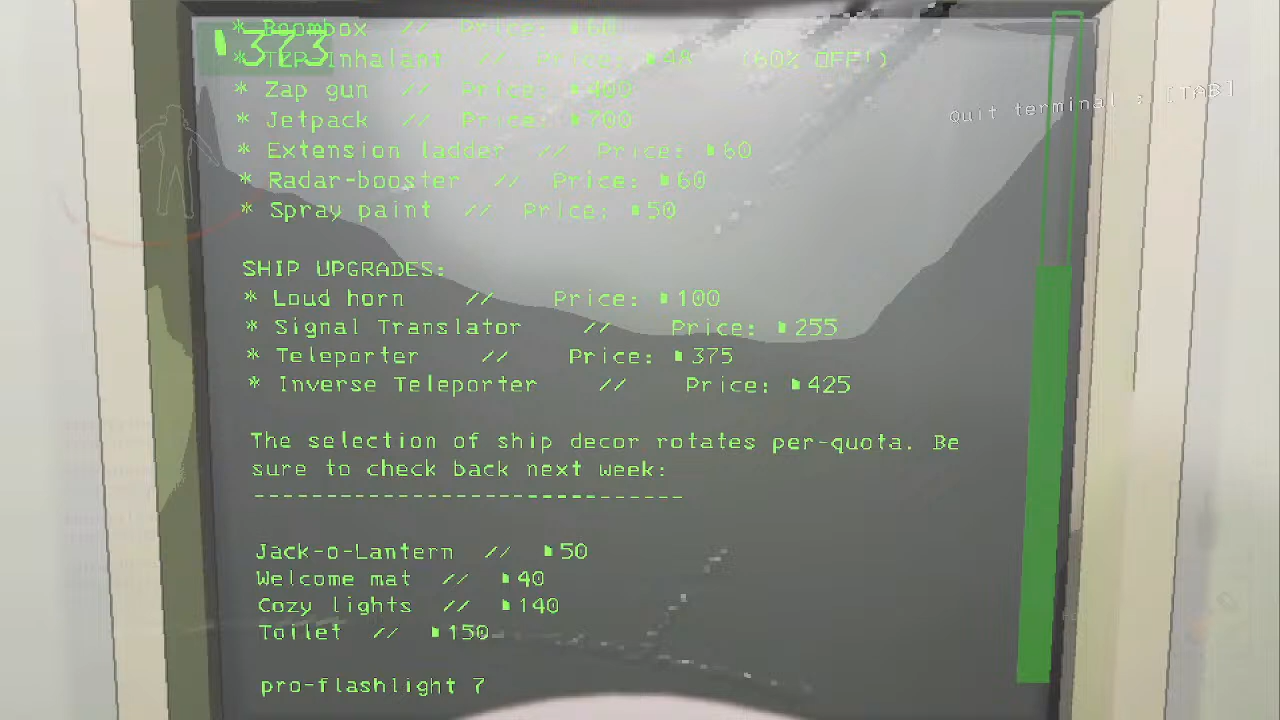 * Boombox // Price: ▮60
▮373
* TZP-Inhalant // Price: ▮48 (60% OFF!)
* Zap gun // Price: ▮400
Quit terminal : [TAB]
* Jetpack // Price: ▮700
* Extension ladder // Price: ▮60
* Radar-booster // Price: ▮60
* Spray paint // Price: ▮50
SHIP UPGRADES:
* Loud horn // Price: ▮100
* Signal Translator // Price: ▮255
* Teleporter // Price: ▮375
* Inverse Teleporter // Price: ▮425
The selection of ship decor rotates per-quota. Be
sure to check back next week:
------------------------------
Jack-o-Lantern // ▮50
Welcome mat // ▮40
Cozy lights // ▮140
Toilet // ▮150
pro-flashlight 7